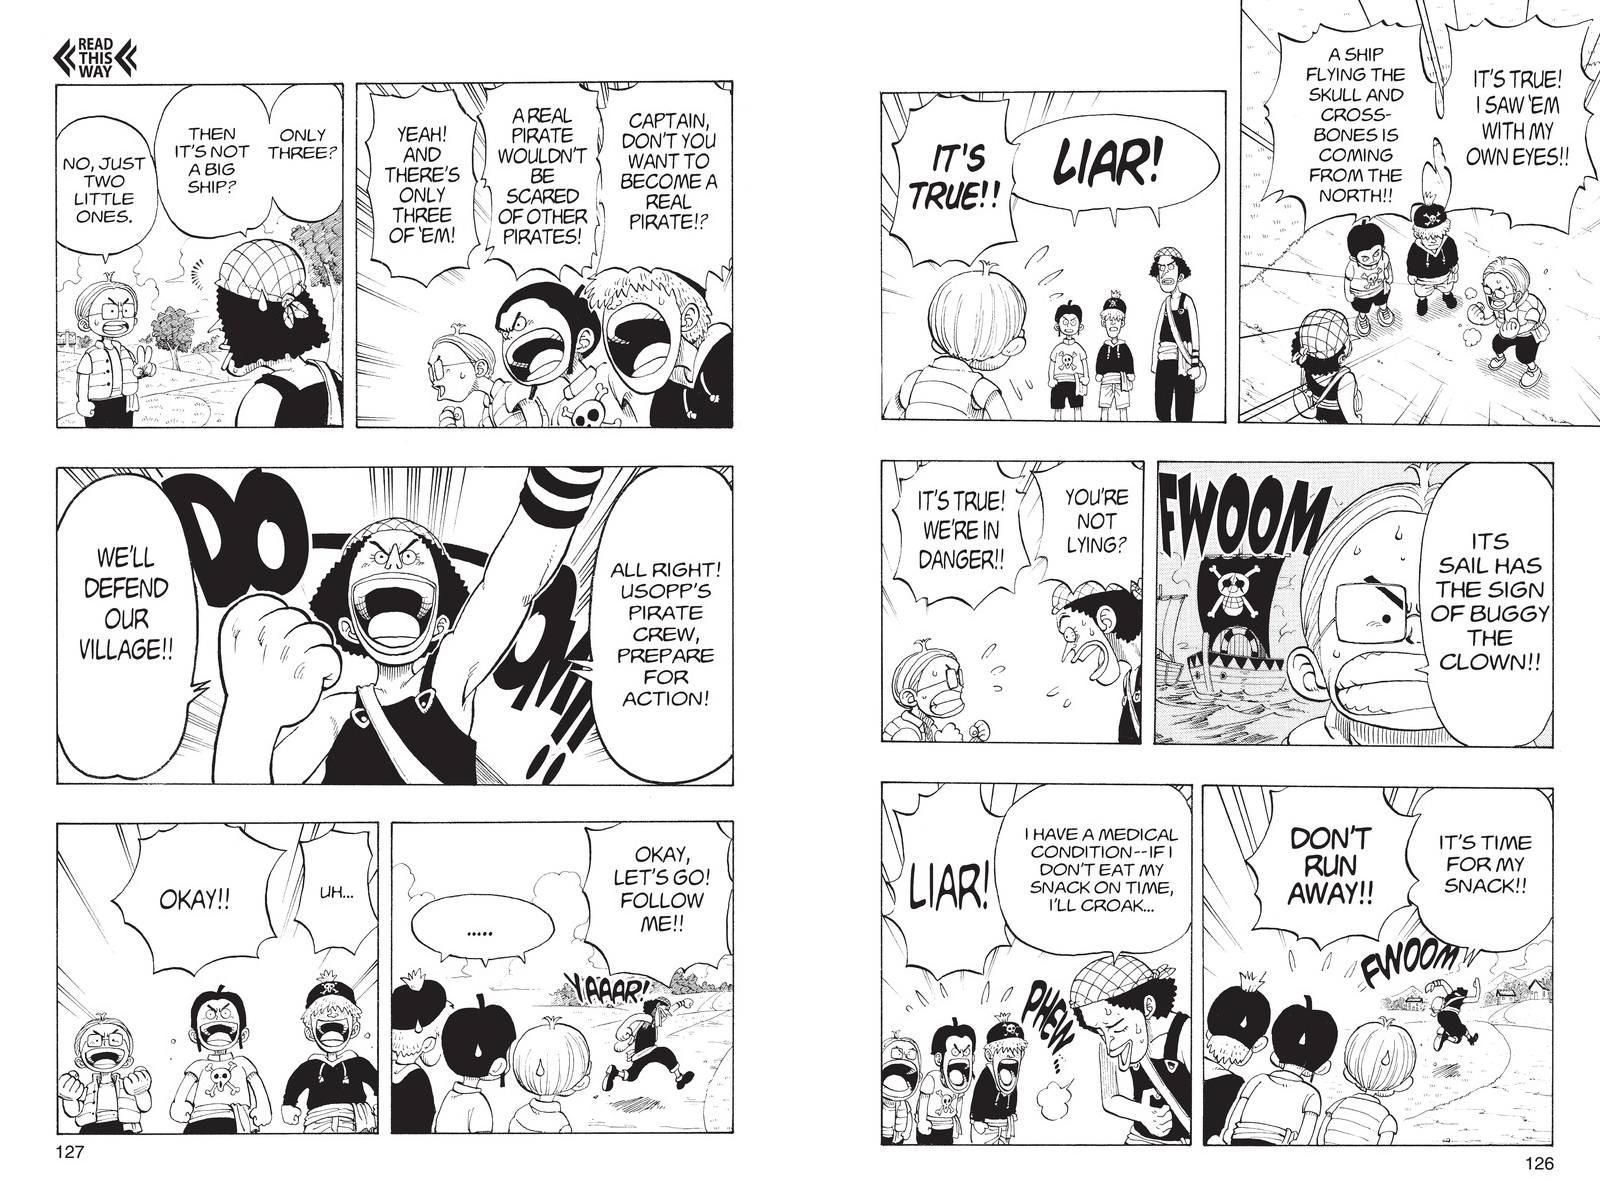 IT'S TRUE!
I SAW 'EM
WITH MY
OWN EYES!!
A SHIP
FLYING THE
SKULL AND
CROSS-
BONES IS
COMING
FROM THE
NORTH!!
LIAR!
IT'S
TRUE!!
ITS
SAIL HAS
THE SIGN
OF BUGGY
THE
CLOWN!!
FWOOM
YOU'RE
NOT
LYING?
IT'S TRUE!
WE'RE IN
DANGER!!
IT'S TIME
FOR MY
SNACK!!
DON'T
RUN
AWAY!!
FWOOM
I HAVE A MEDICAL
CONDITION--IF I
DON'T EAT MY
SNACK ON TIME,
I'LL CROAK...
PHEW...
LIAR!
126
READ
THIS
WAY
CAPTAIN,
DON'T YOU
WANT TO
BECOME A
REAL
PIRATE!?
A REAL
PIRATE
WOULDN'T
BE
SCARED
OF OTHER
PIRATES!
YEAH!
AND
THERE'S
ONLY
THREE
OF 'EM!
ONLY
THREE?
THEN
IT'S NOT
A BIG
SHIP?
NO, JUST
TWO
LITTLE
ONES.
ALL RIGHT!
USOPP'S
PIRATE
CREW,
PREPARE
FOR
ACTION!
DOOM!!
WE'LL
DEFEND
OUR
VILLAGE!!
OKAY,
LET'S GO!
FOLLOW
ME!!
YAAAR!
.....
UH...
OKAY!!
127